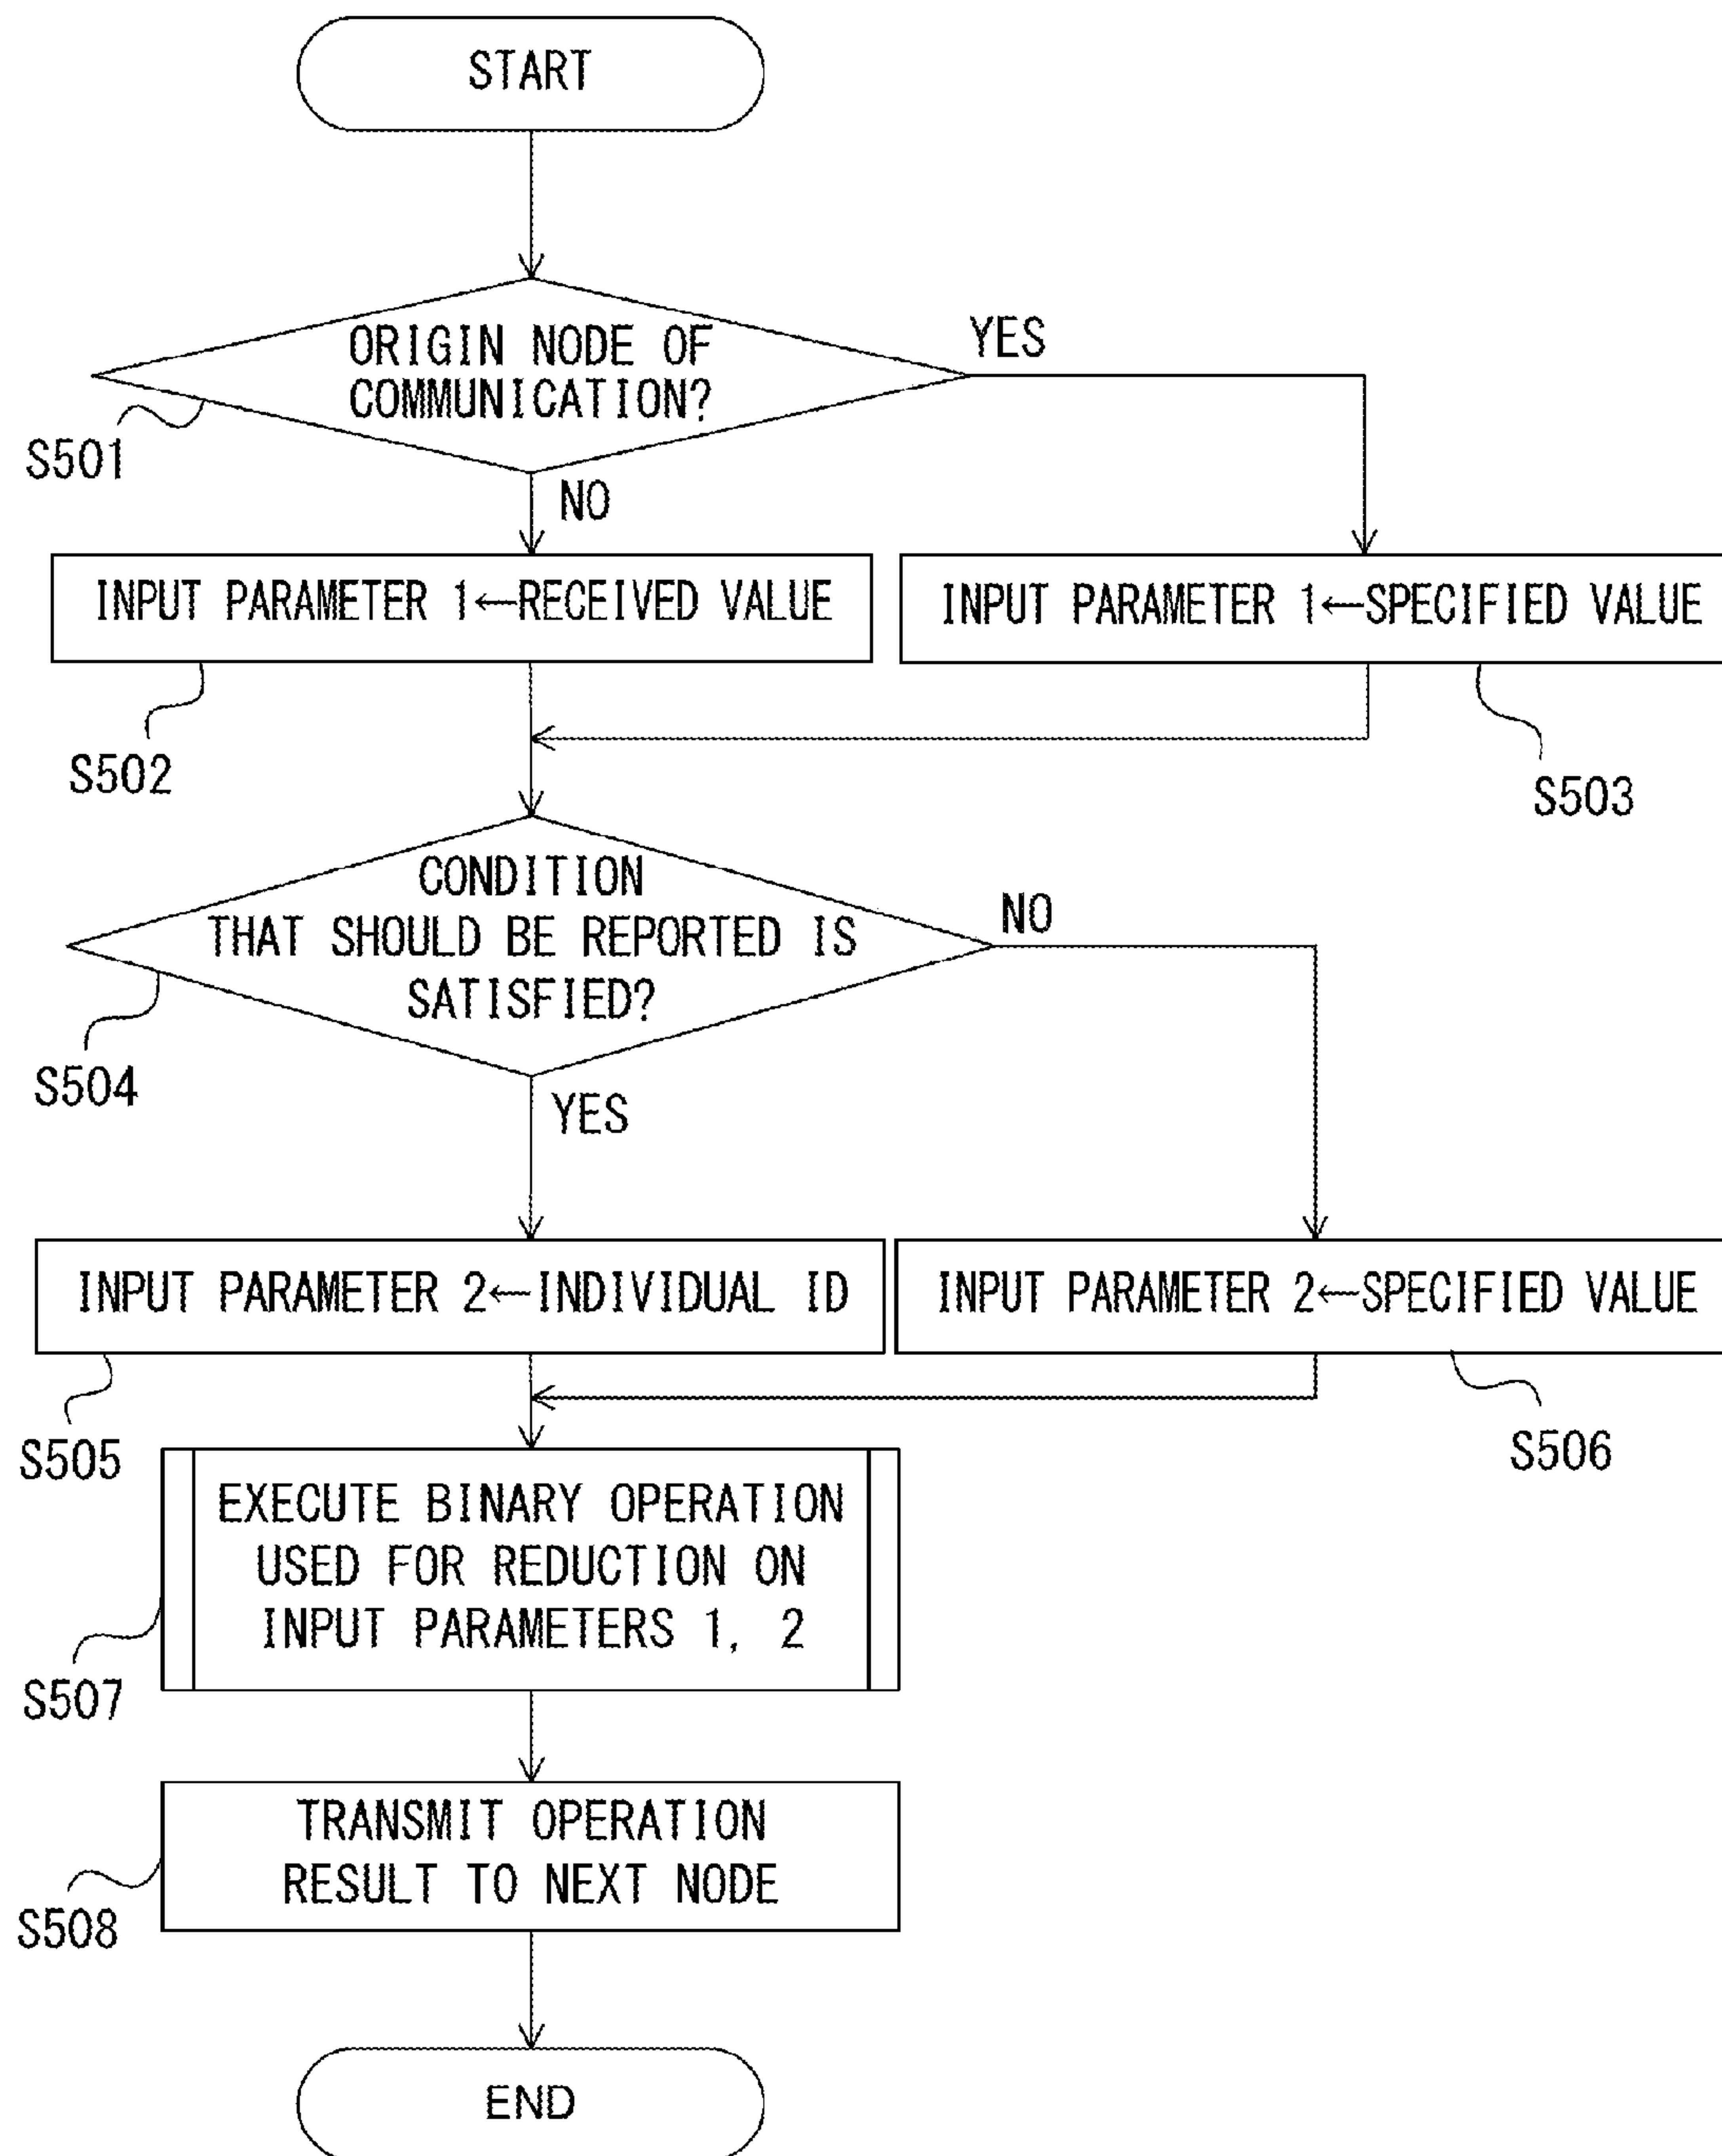 START
ORIGIN NODE OF
COMMUNICATION?
YES
S501
NO
INPUT PARAMETER 1←RECEIVED VALUE
INPUT PARAMETER 1←SPECIFIED VALUE
S502
S503
CONDITION
THAT SHOULD BE REPORTED IS
SATISFIED?
NO
S504
YES
INPUT PARAMETER 2←INDIVIDUAL ID
INPUT PARAMETER 2←SPECIFIED VALUE
S505
S506
EXECUTE BINARY OPERATION
USED FOR REDUCTION ON
INPUT PARAMETERS 1, 2
S507
TRANSMIT OPERATION
RESULT TO NEXT NODE
S508
END